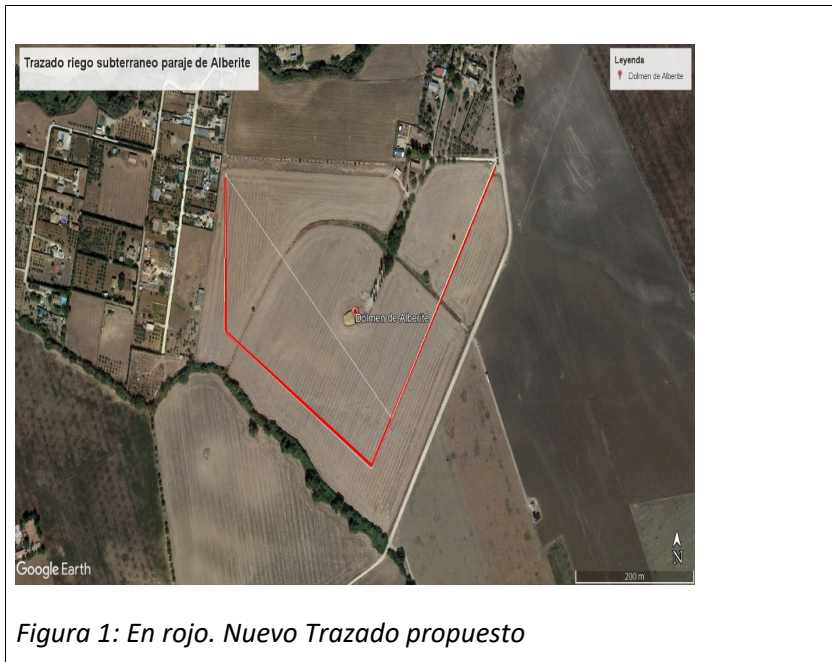 Trazado riego subterraneo paraje de Alberite
Leyenda
Dolmen de Alberite
Dolmen de Alberite
Google Earth
N
200 m
Figura 1: En rojo. Nuevo Trazado propuesto